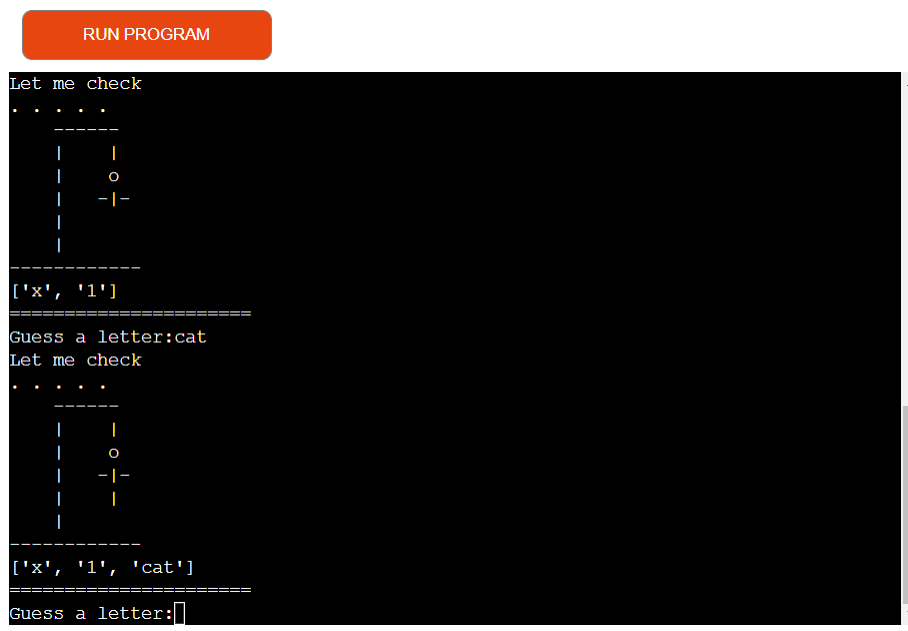 RUN PROGRAM
Let me check
. . . . .
    ------
    |    |
    |    o
    |   -|-
    |
    |
------------
['x', '1']
======================
Guess a letter:cat
Let me check
. . . . .
    ------
    |    |
    |    o
    |   -|-
    |    |
    |
------------
['x', '1', 'cat']
======================
Guess a letter: